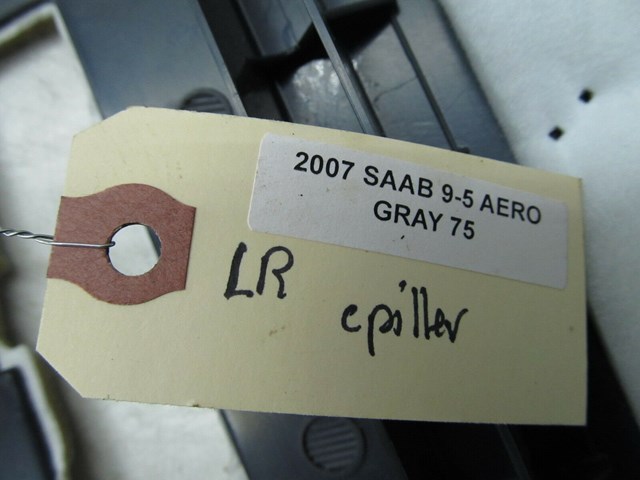 2007 SAAB 9-5 AERO
GRAY 75
LR
cpiller